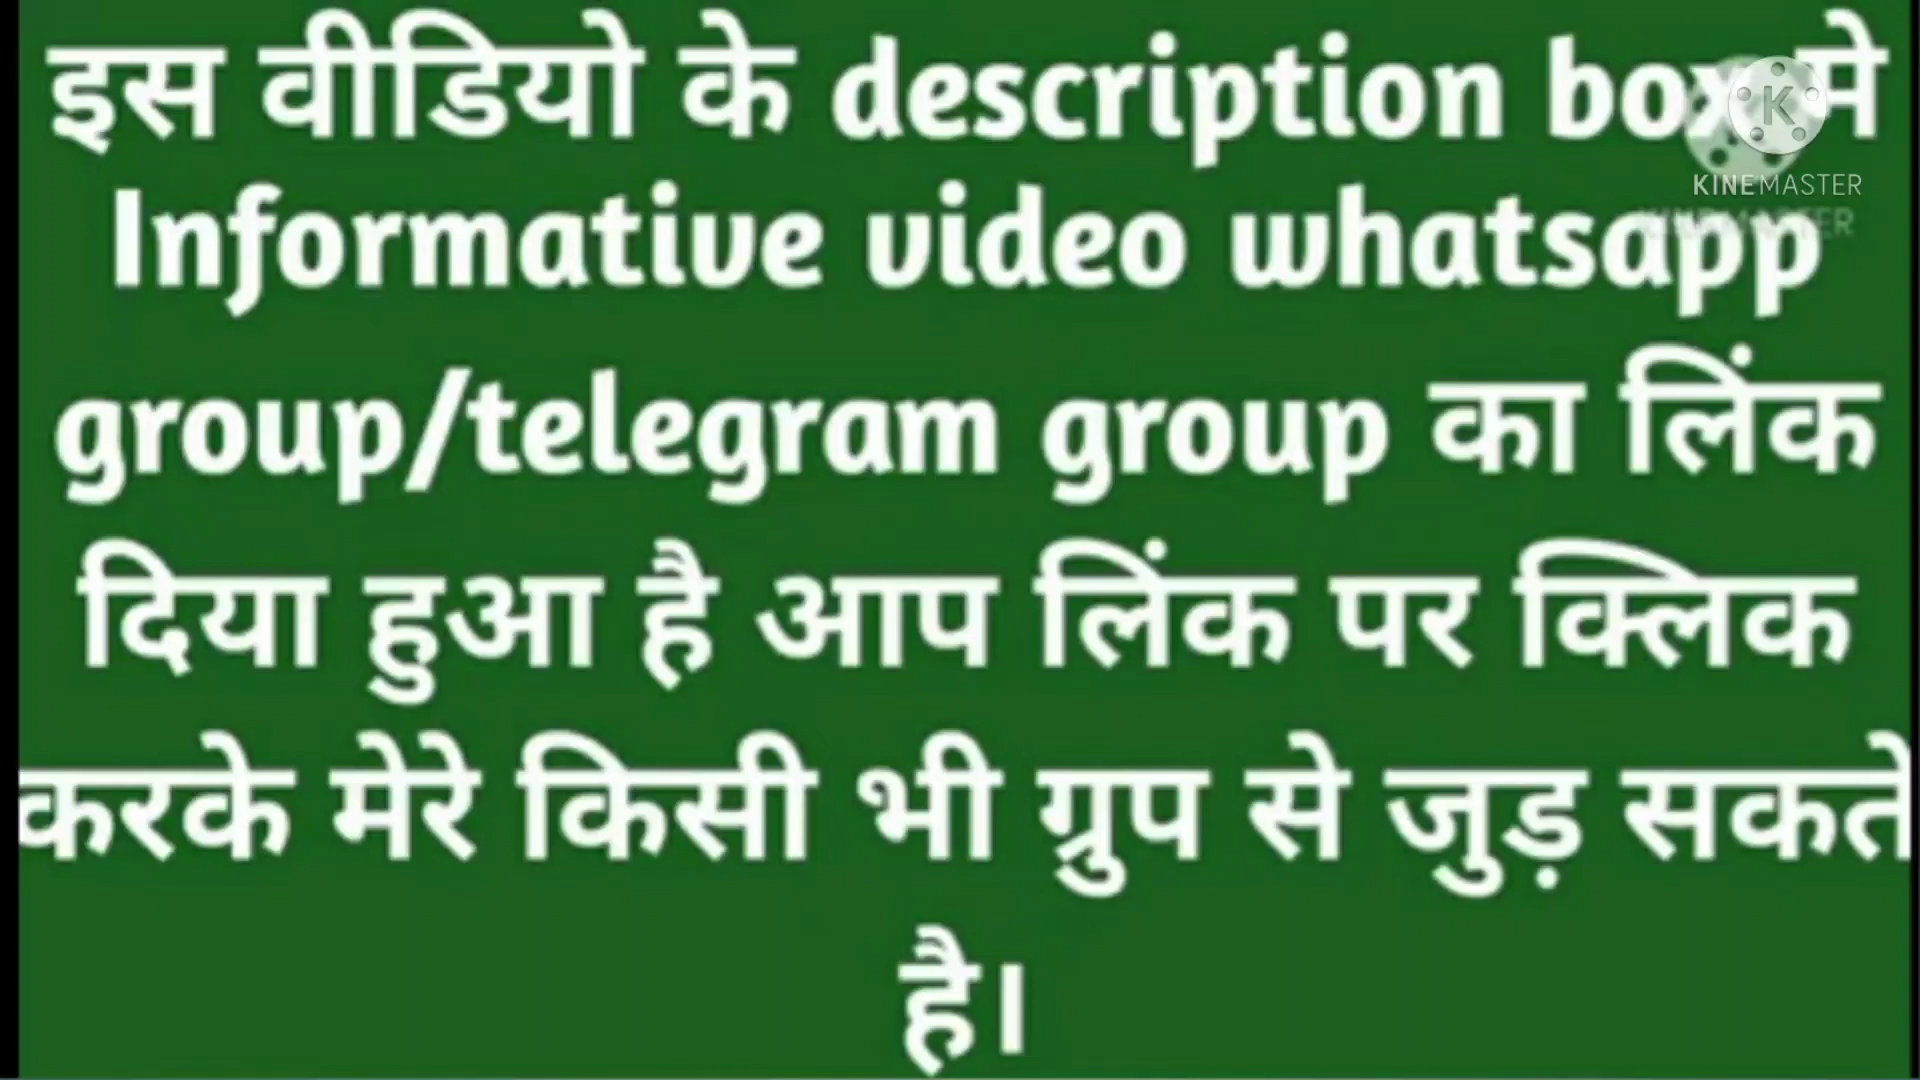 इस वीडियो के description box मे
KINEMASTER
Informative video whatsapp
group/telegram group का लिंक
दिया हुआ है आप लिंक पर क्लिक
करके मेरे किसी भी ग्रुप से जुड़ सकते
है।